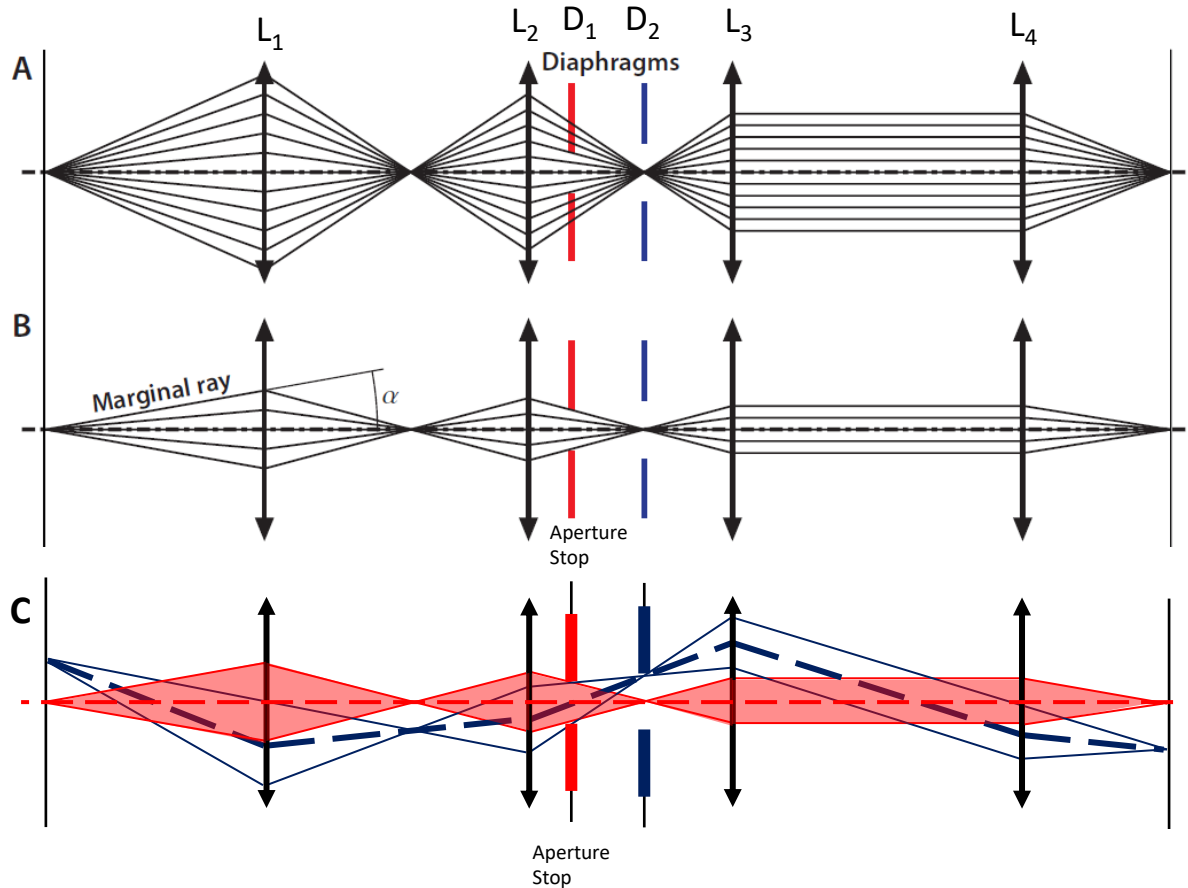 L1 L2 D1 D2 L3 L4
A
Diaphragms
B
Marginal ray
α
Aperture
Stop
C
Aperture
Stop